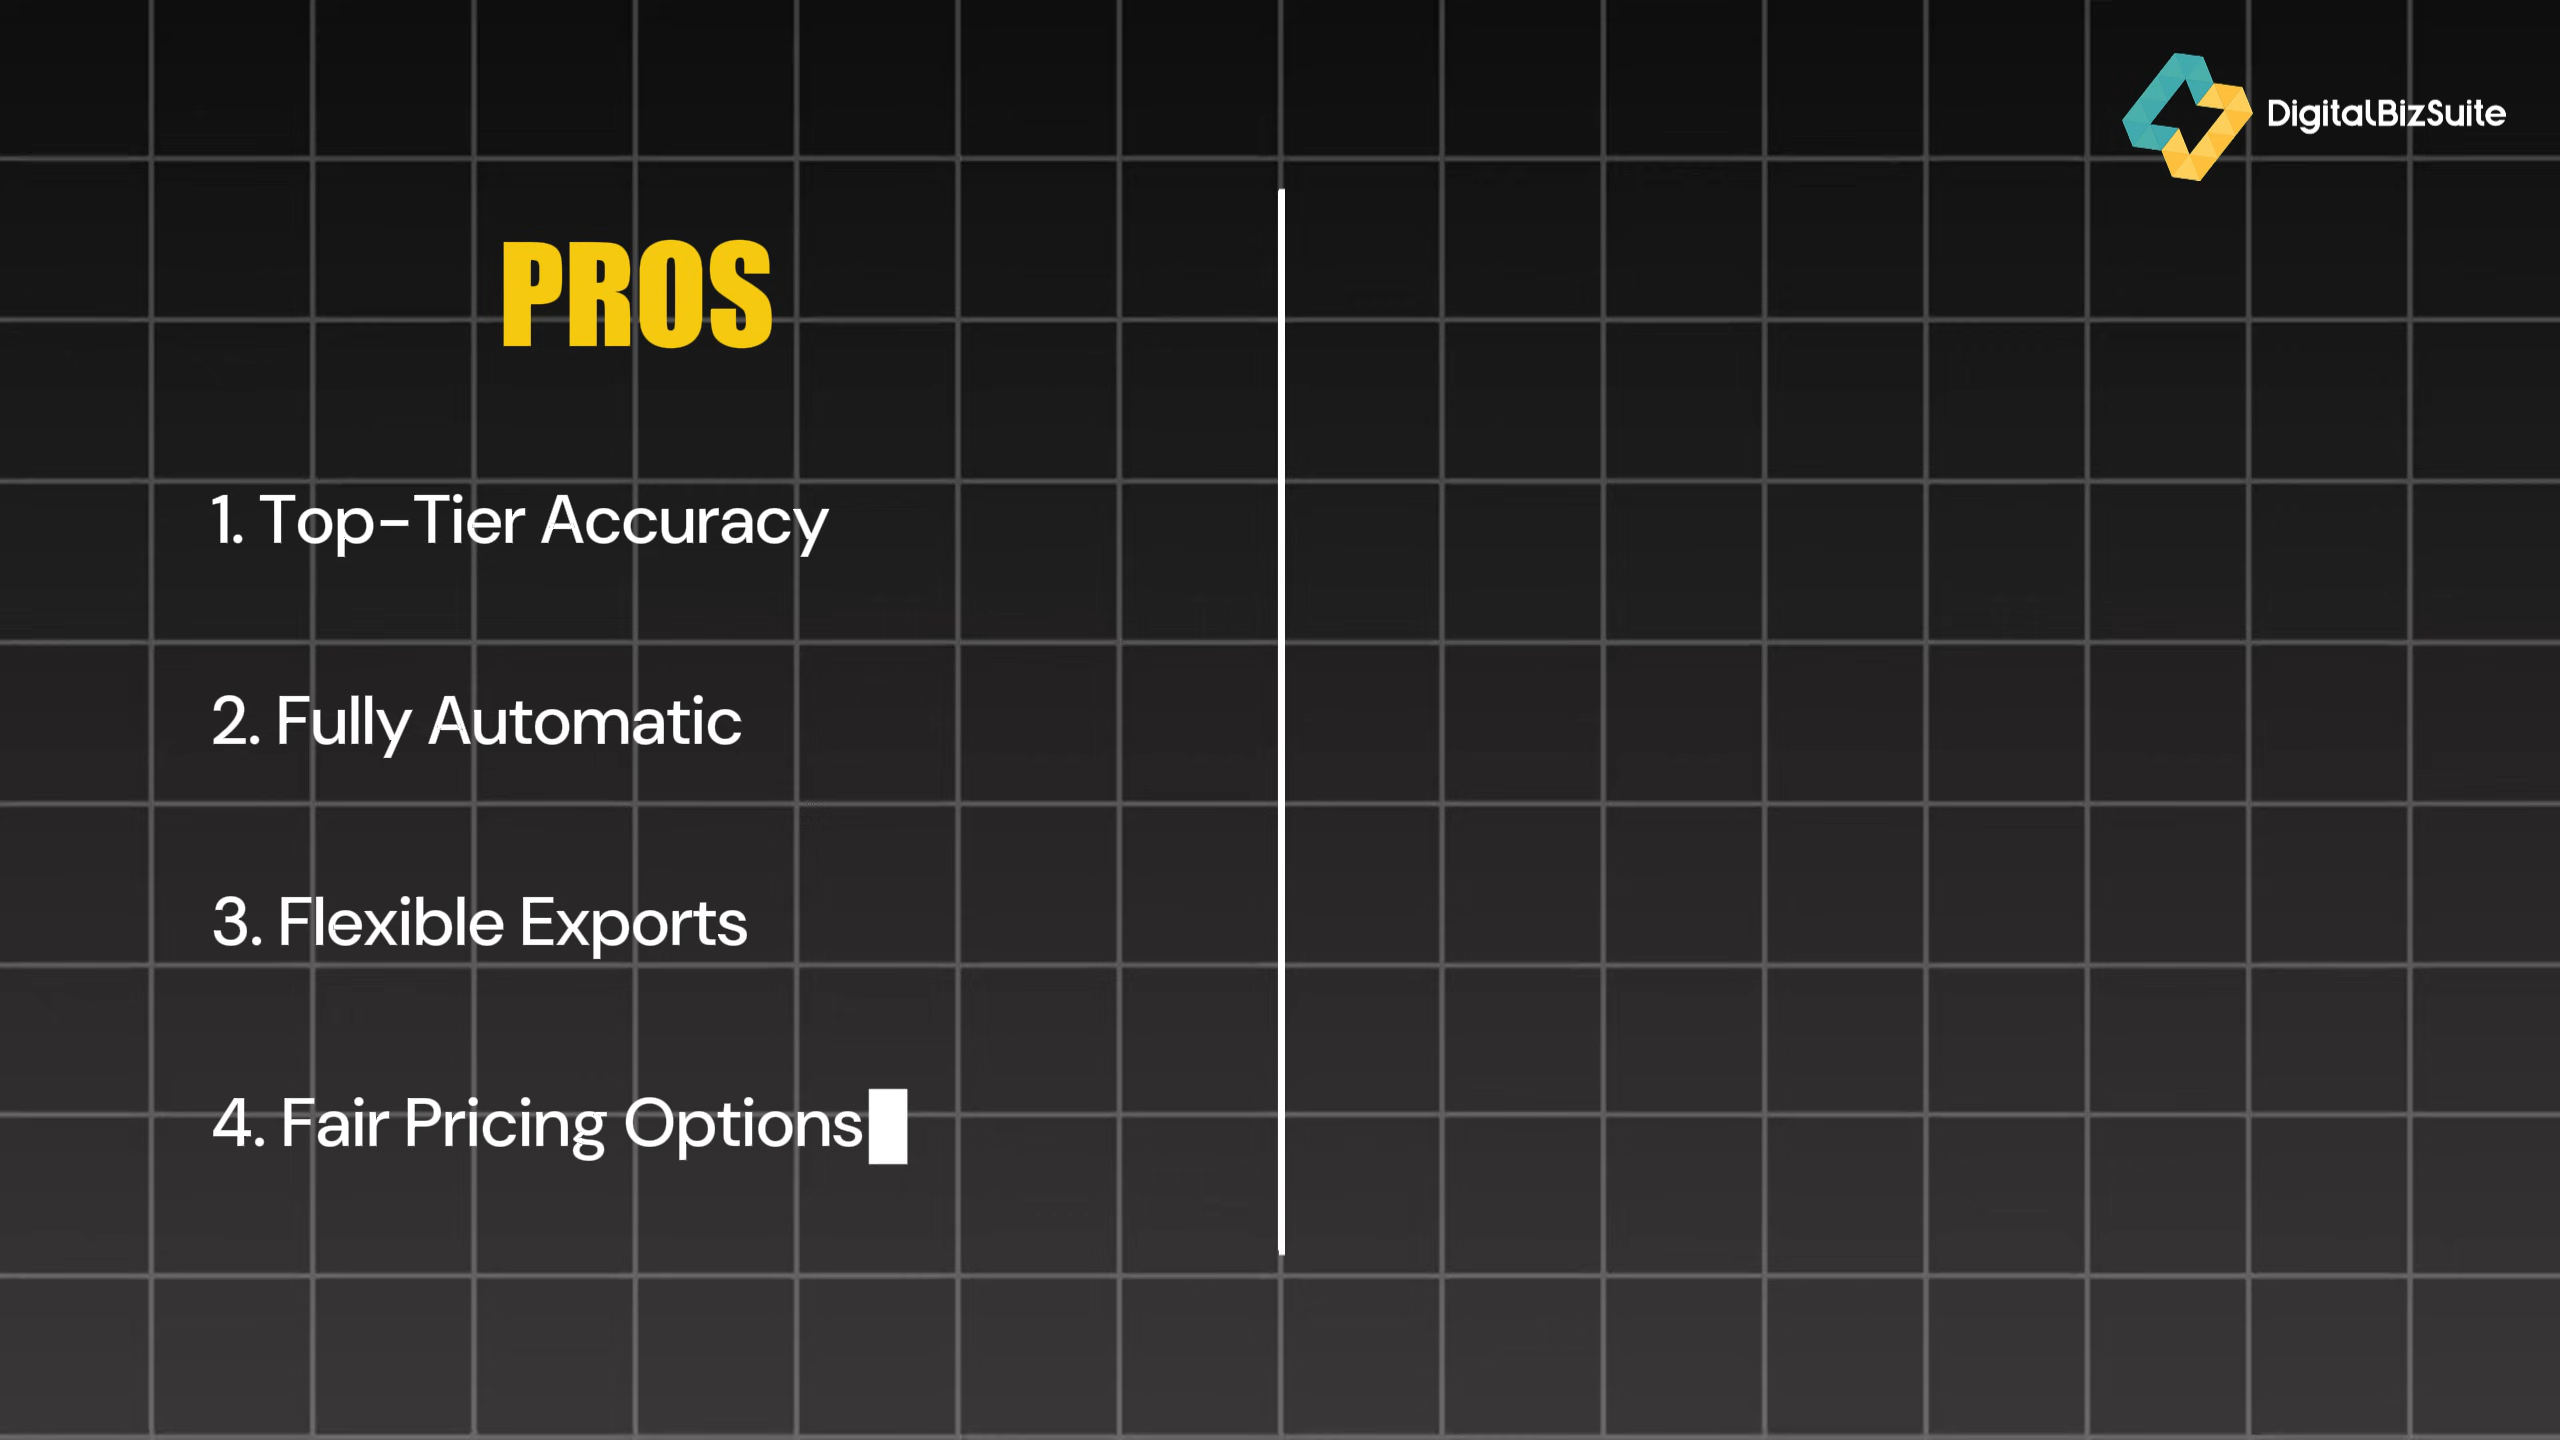 DigitalBizSuite
PROS
1. Top-Tier Accuracy
2. Fully Automatic
3. Flexible Exports
4. Fair Pricing Options